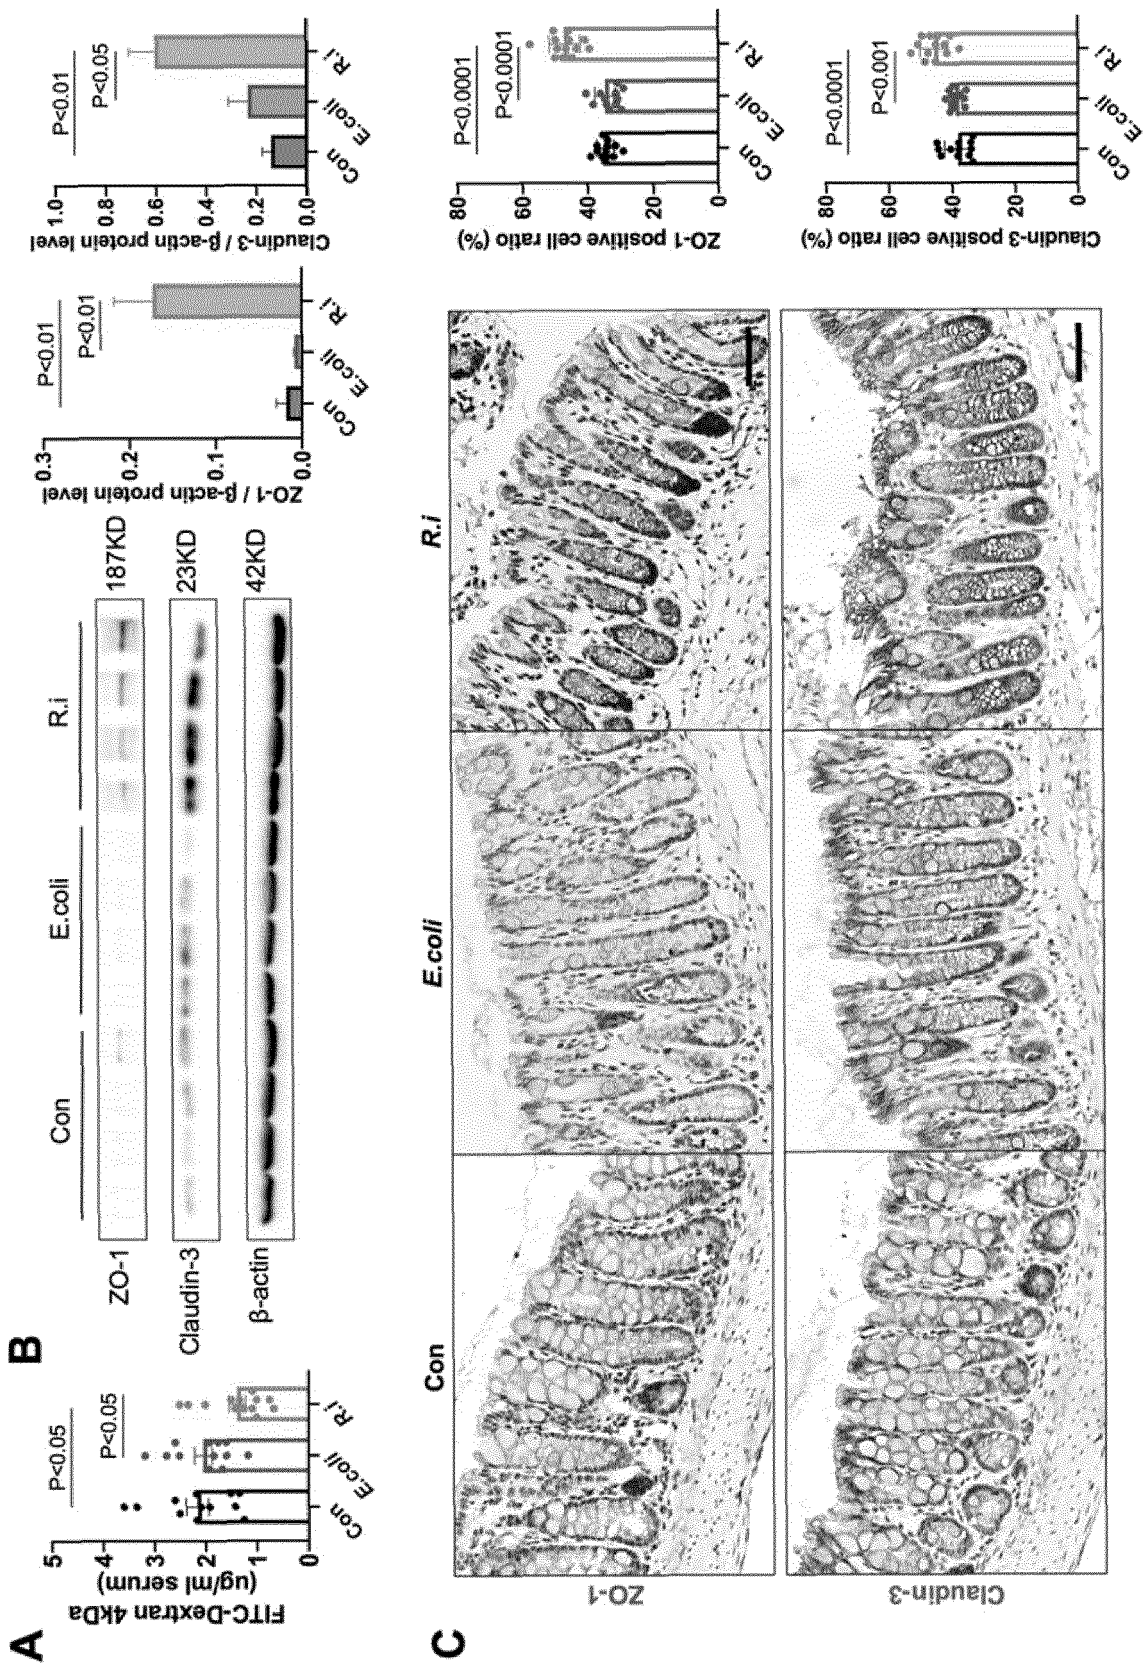 A
FITC-Dextran 4kDa
(ug/ml serum)
5
4
3
2
1
0
P<0.05
P<0.05
Con
E.coli
R.i
B
Con
E.coli
R.i
ZO-1
187KD
Claudin-3
23KD
β-actin
42KD
ZO-1 / β-actin protein level
0.3
0.2
0.1
0.0
P<0.01
P<0.01
Con
E.coli
R.i
Claudin-3 / β-actin protein level
1.0
0.8
0.6
0.4
0.2
0.0
P<0.01
P<0.05
Con
E.coli
R.i
C
Con
E.coli
R.i
ZO-1
Claudin-3
ZO-1 positive cell ratio (%)
80
60
40
20
0
P<0.0001
P<0.0001
Con
E.coli
R.i
Claudin-3 positive cell ratio (%)
80
60
40
20
0
P<0.0001
P<0.001
Con
E.coli
R.i